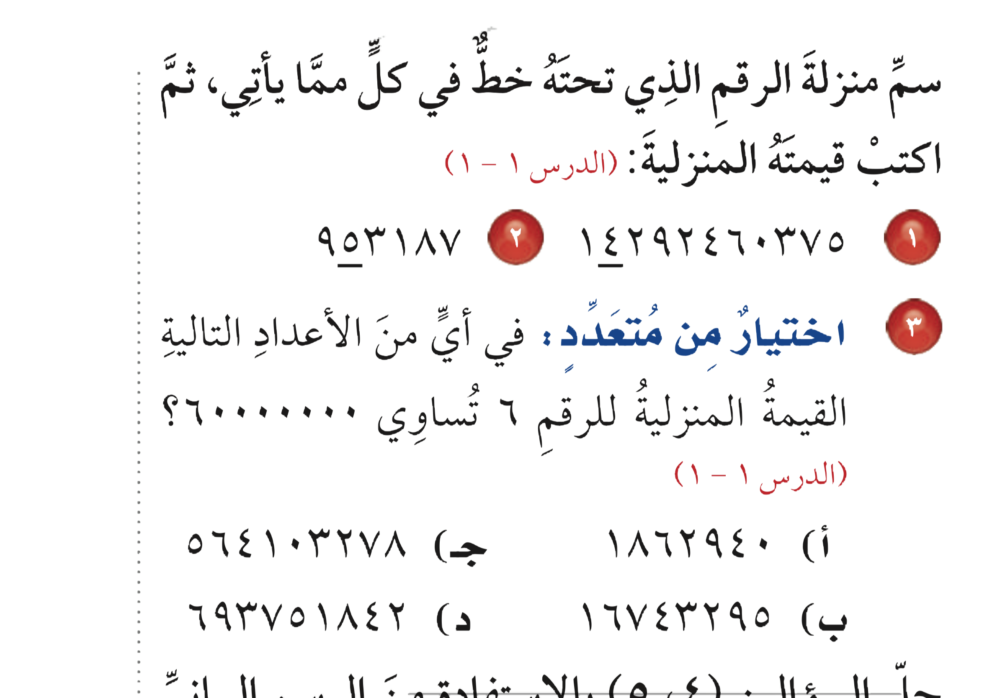 سمِّ منزلةَ الرقمِ الذِي تحتَهُ خطٌّ في كلٍّ ممَّا يأتِي، ثمَّ
اكتبْ قيمتَهُ المنزليةَ: (الدرس ١ – ١)
١ ١٤٢٩٢٤٦٠٣٧٥ ٢ ٩٥٣١٨٧
٣ اختيارٌ مِن مُتعَدِّدٍ: في أيٍّ منَ الأعدادِ التاليةِ
القيمةُ المنزليةُ للرقمِ ٦ تُساوِي ٦٠٠٠٠٠٠٠؟
(الدرس ١ – ١)
أ) ١٨٦٢٩٤٠ جـ) ٥٦٤١٠٣٢٧٨
ب) ١٦٧٤٣٢٩٥ د) ٦٩٣٧٥١٨٤٢